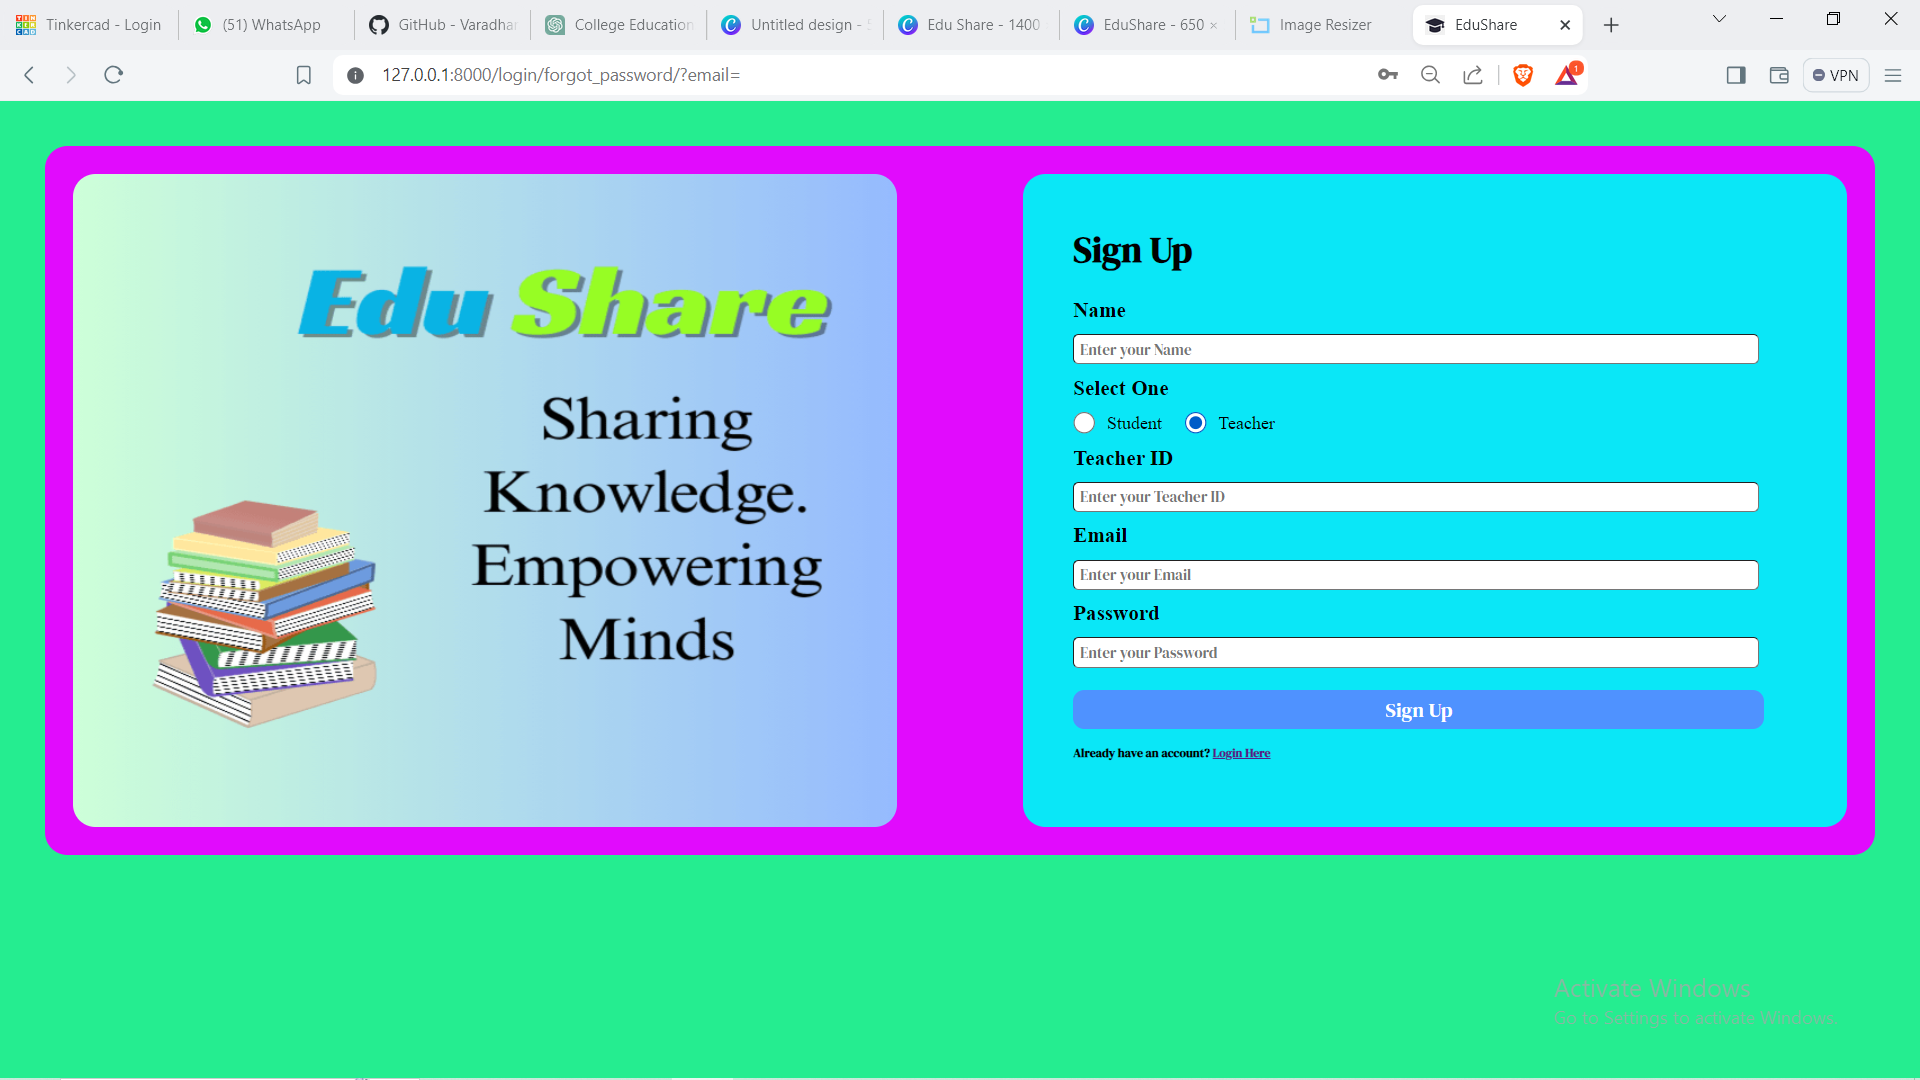 Tinkercad - Login
(51) WhatsApp
GitHub - Varadhar
College Education
Untitled design - 5
Edu Share - 1400
EduShare - 650
Image Resizer
EduShare
127.0.0.1:8000/login/forgot_password/?email=
1
VPN
Edu Share
Sharing
Knowledge.
Empowering
Minds
Sign Up
Name
Enter your Name
Select One
Student
Teacher
Teacher ID
Enter your Teacher ID
Email
Enter your Email
Password
Enter your Password
Sign Up
Already have an account? Login Here
Activate Windows
Go to Settings to activate Windows.